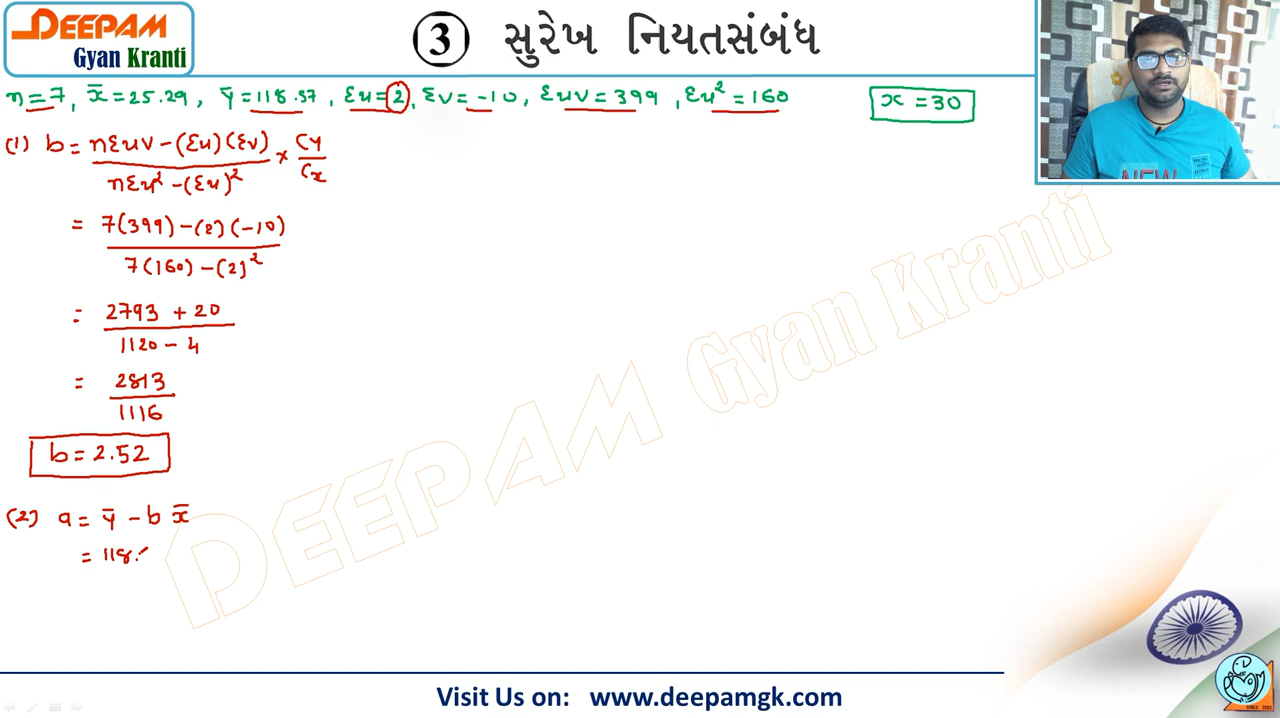 DEEPAM
Gyan Kranti
③ સુરેખ નિયતસંબંધ
n = 7, x̄ = 25.29, ȳ = 118.57, Σu = 2, Σv = -10, Σuv = 399, Σu² = 160
x = 30
(1) b = nΣuv - (Σu)(Σv) / nΣu² - (Σu)² × Cy / Cx
= 7(399) - (2)(-10) / 7(160) - (2)²
= 2793 + 20 / 1120 - 4
= 2813 / 1116
b = 2.52
(2) a = ȳ - b x̄
= 118.
NEW
DEEPAM Gyan Kranti
Visit Us on: www.deepamgk.com